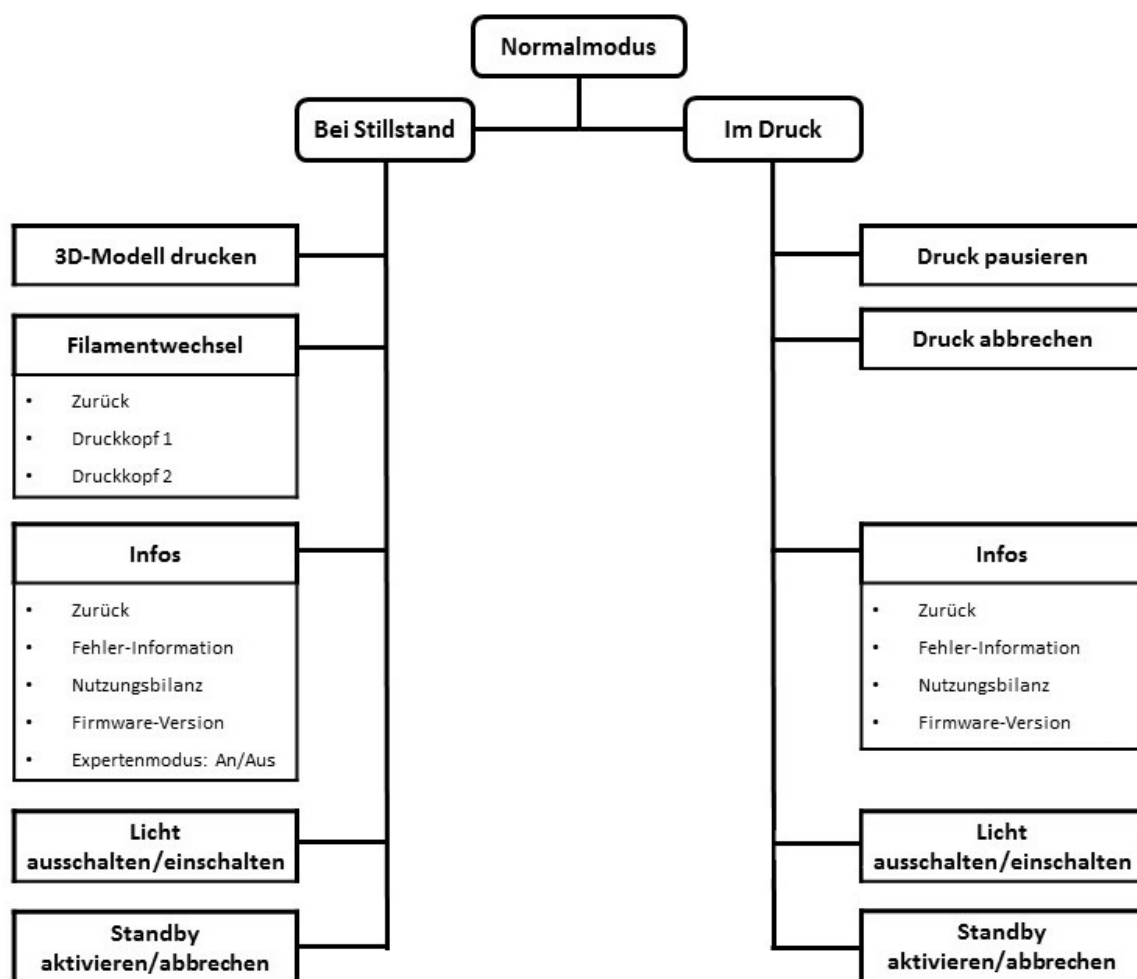 Normalmodus
Bei Stillstand
Im Druck
3D-Modell drucken
Filamentwechsel
• Zurück
• Druckkopf 1
• Druckkopf 2
Infos
• Zurück
• Fehler-Information
• Nutzungsbilanz
• Firmware-Version
• Expertenmodus: An/Aus
Licht
ausschalten/einschalten
Standby
aktivieren/abbrechen
Druck pausieren
Druck abbrechen
Infos
• Zurück
• Fehler-Information
• Nutzungsbilanz
• Firmware-Version
Licht
ausschalten/einschalten
Standby
aktivieren/abbrechen